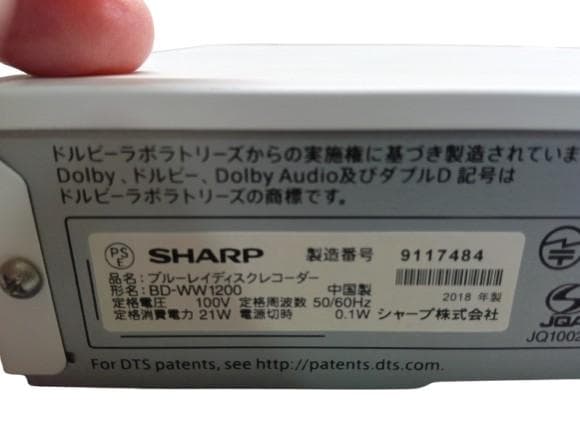 ドルビーラボラトリーズからの実施権に基づき製造されていま
Dolby、ドルビー、Dolby Audio及びダブルD 記号は
ドルビーラボラトリーズの商標です。
PS E SHARP 製造番号 9117484
品名：ブルーレイディスクレコーダー
形名：BD-WW1200 中国製 2018 年製
定格電圧 100V 定格周波数 50/60Hz
定格消費電力 21W 電源切時 0.1W シャープ株式会社
JQA
JQ1002
For DTS patents, see http://patents.dts.com.